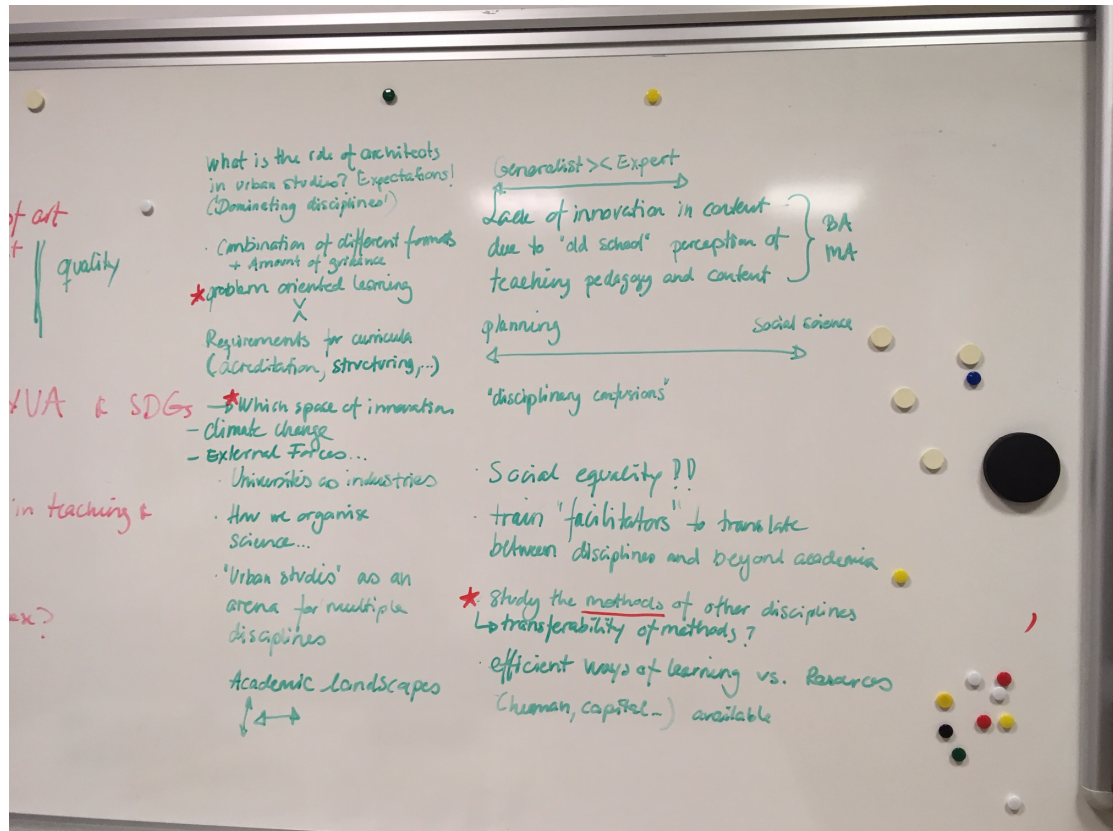 of art
quality
VUA & SDGs
in teaching &
ex?
What is the role of architects
in urban studies? Expectations!
('Dominating disciplines')
· Combination of different formats
+ Amount of guidance
* problem oriented learning
Requirements for curricula
(acreditation, structuring,..)
→ * Which space of innovation
- climate change
- External Forces...
· Universities as industries
· How we organise
science...
· 'Urban studis' as an
arena for multiple
disciplines
Academic landscapes
Generalist >< Expert
Lack of innovation in content
due to "old school" perception of
teaching pedagogy and content
BA
MA
planning Social science
"disciplinary confusions"
· Social equality !!
· train "facilitators" to translate
between disciplines and beyond academia
* · Study the methods of other disciplines
↳ transferability of methods?
· efficient ways of learning vs. Resources
(human, capital..) available